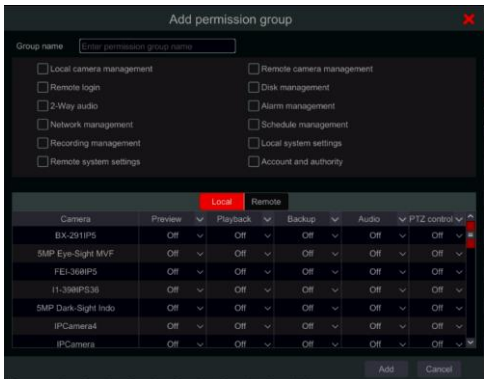 Add permission group
Group name Enter permission group name
Local camera management Remote camera management
Remote login Disk management
2-Way audio Alarm management
Network management Schedule management
Recording management Local system settings
Remote system settings Account and authority
Local Remote
Camera Preview Playback Backup Audio PTZ control
BX-291IP5 Off Off Off Off Off
5MP Eye-Sight MVF Off Off Off Off Off
FEI-360IP5 Off Off Off Off Off
I1-390IPS36 Off Off Off Off Off
5MP Dark-Sight Indo Off Off Off Off Off
IPCamera4 Off Off Off Off Off
IPCamera Off Off Off Off Off
Add Cancel